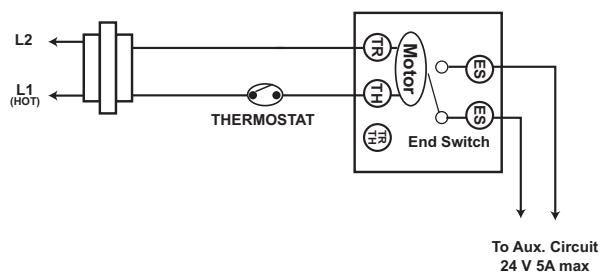 L2
L1
(HOT)
THERMOSTAT
TR
TH
TR
TH
Motor
ES
ES
End Switch
To Aux. Circuit
24 V 5A max